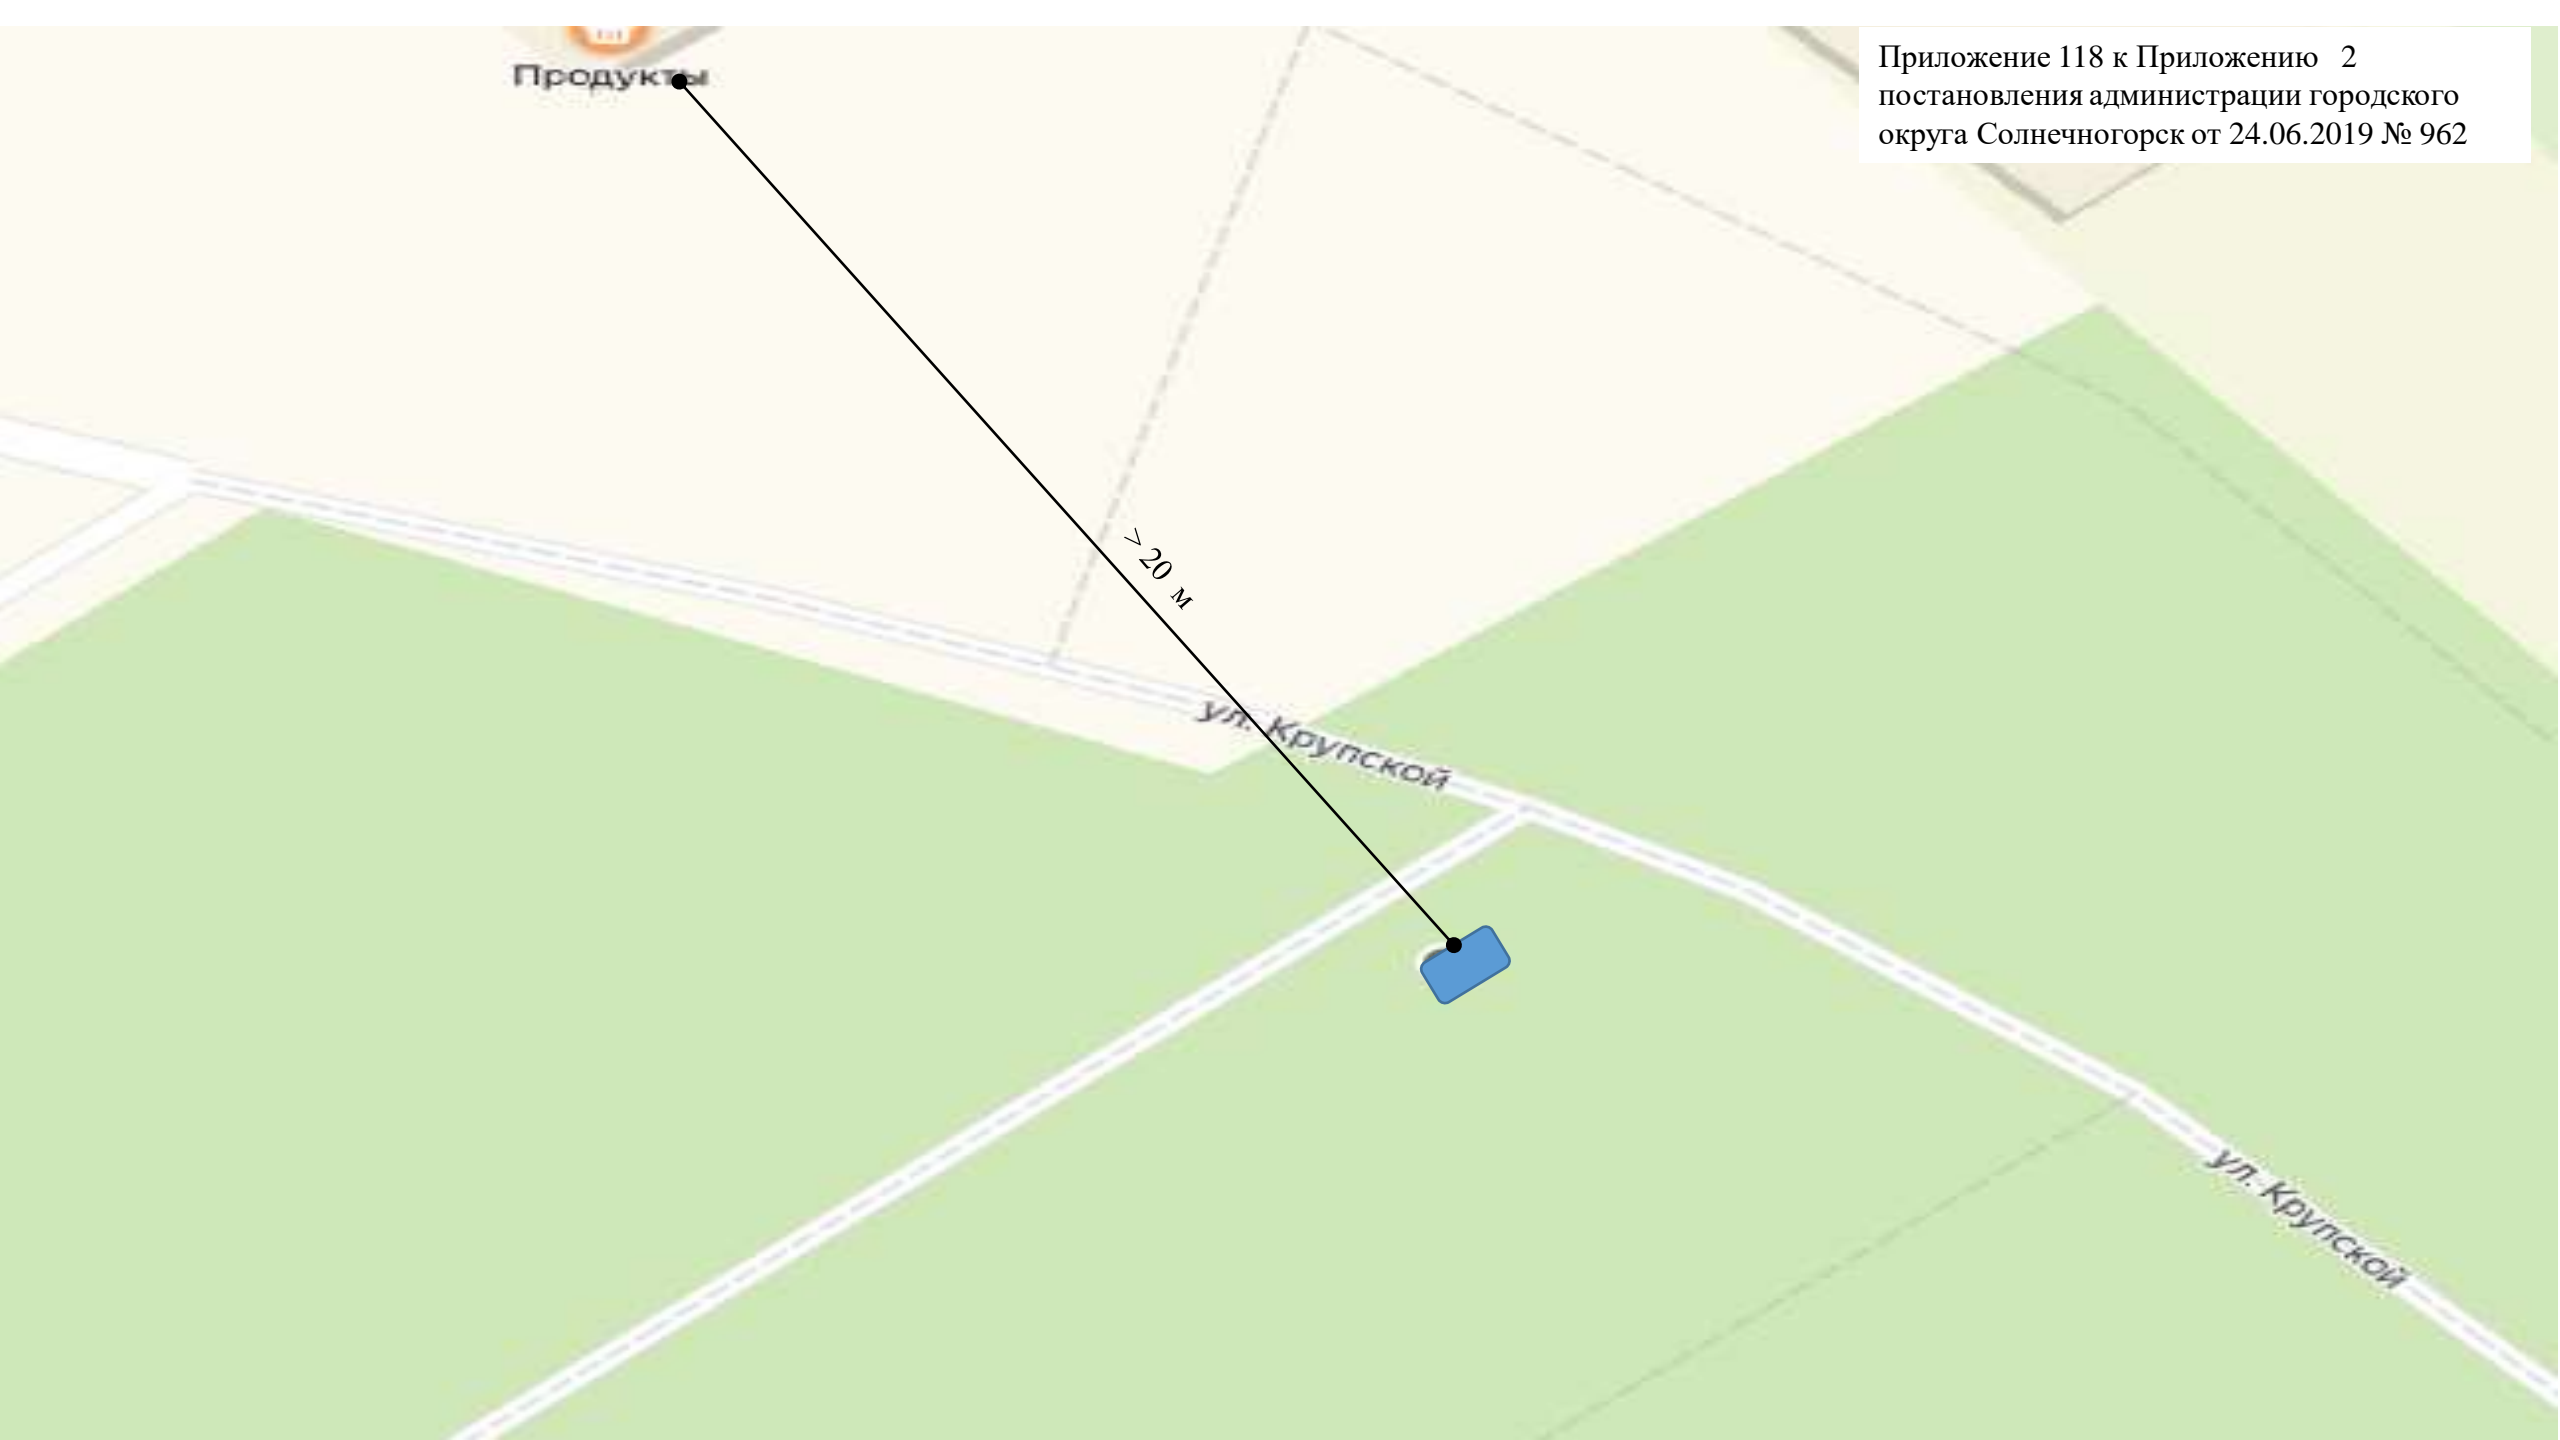 Продукты
Приложение 118 к Приложению 2
постановления администрации городского
округа Солнечногорск от 24.06.2019 № 962
> 20 м
ул. Крупской
ул. Крупской